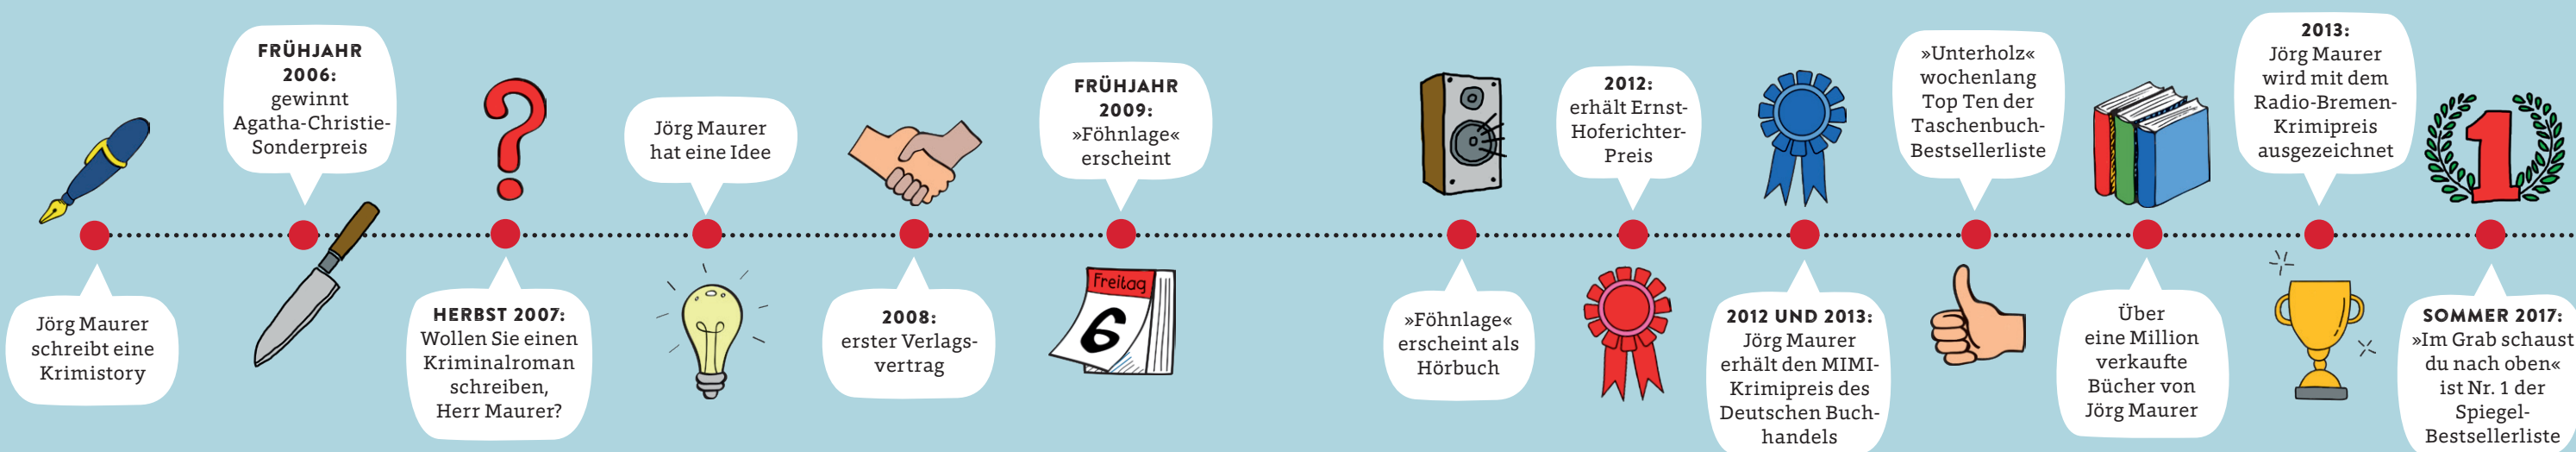 Jörg Maurer
schreibt eine
Krimistory
FRÜHJAHR
2006:
gewinnt
Agatha-Christie-
Sonderpreis
HERBST 2007:
Wollen Sie einen
Kriminalroman
schreiben,
Herr Maurer?
Jörg Maurer
hat eine Idee
2008:
erster Verlags-
vertrag
FRÜHJAHR
2009:
»Föhnlage«
erscheint
Freitag
6
»Föhnlage«
erscheint als
Hörbuch
2012:
erhält Ernst-
Hoferichter-
Preis
2012 UND 2013:
Jörg Maurer
erhält den MIMI-
Krimipreis des
Deutschen Buch-
handels
»Unterholz«
wochenlang
Top Ten der
Taschenbuch-
Bestsellerliste
Über
eine Million
verkaufte
Bücher von
Jörg Maurer
2013:
Jörg Maurer
wird mit dem
Radio-Bremen-
Krimipreis
ausgezeichnet
1
SOMMER 2017:
»Im Grab schaust
du nach oben«
ist Nr. 1 der
Spiegel-
Bestsellerliste